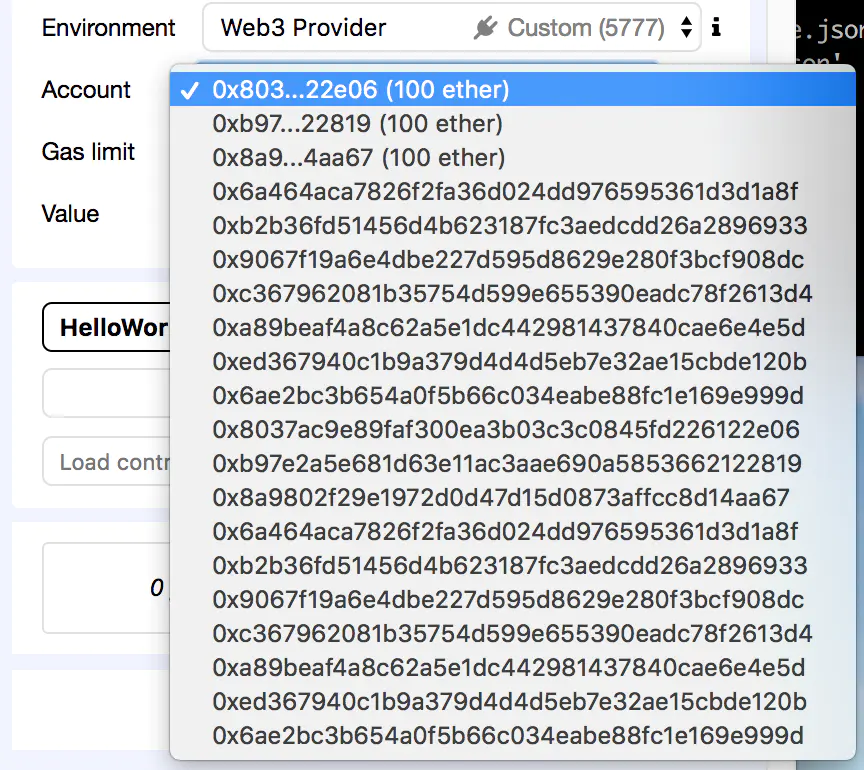 Environment Web3 Provider Custom (5777) i
e.json
on'
Account
✓ 0x803...22e06 (100 ether)
0xb97...22819 (100 ether)
Gas limit
0x8a9...4aa67 (100 ether)
0x6a464aca7826f2fa36d024dd976595361d3d1a8f
Value
0xb2b36fd51456d4b623187fc3aedcdd26a2896933
0x9067f19a6e4dbe227d595d8629e280f3bcf908dc
0xc367962081b35754d599e655390eadc78f2613d4
HelloWor
0xa89beaf4a8c62a5e1dc442981437840cae6e4e5d
0xed367940c1b9a379d4d4d5eb7e32ae15cbde120b
0x6ae2bc3b654a0f5b66c034eabe88fc1e169e999d
0x8037ac9e89faf300ea3b03c3c0845fd226122e06
Load contr
0xb97e2a5e681d63e11ac3aae690a5853662122819
0x8a9802f29e1972d0d47d15d0873affcc8d14aa67
0x6a464aca7826f2fa36d024dd976595361d3d1a8f
0xb2b36fd51456d4b623187fc3aedcdd26a2896933
0
0x9067f19a6e4dbe227d595d8629e280f3bcf908dc
0xc367962081b35754d599e655390eadc78f2613d4
0xa89beaf4a8c62a5e1dc442981437840cae6e4e5d
0xed367940c1b9a379d4d4d5eb7e32ae15cbde120b
0x6ae2bc3b654a0f5b66c034eabe88fc1e169e999d